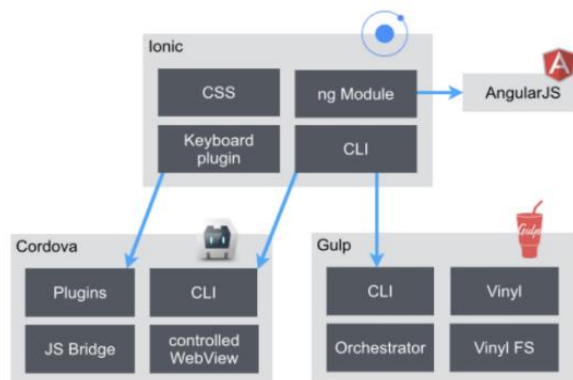 Ionic
CSS
ng Module
AngularJS
Keyboard
plugin
CLI
Cordova
Gulp
Gulp
Plugins
CLI
CLI
Vinyl
JS Bridge
controlled
WebView
Orchestrator
Vinyl FS